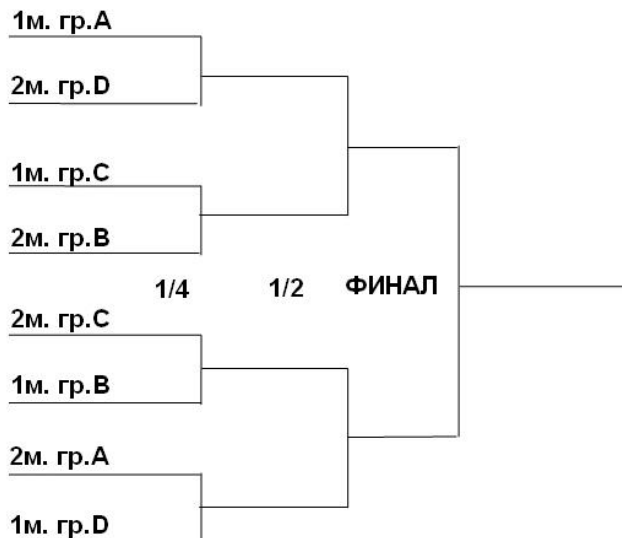 1м. гр.A
2м. гр.D
1м. гр.C
2м. гр.B
1/4 1/2 ФИНАЛ
2м. гр.C
1м. гр.B
2м. гр.A
1м. гр.D